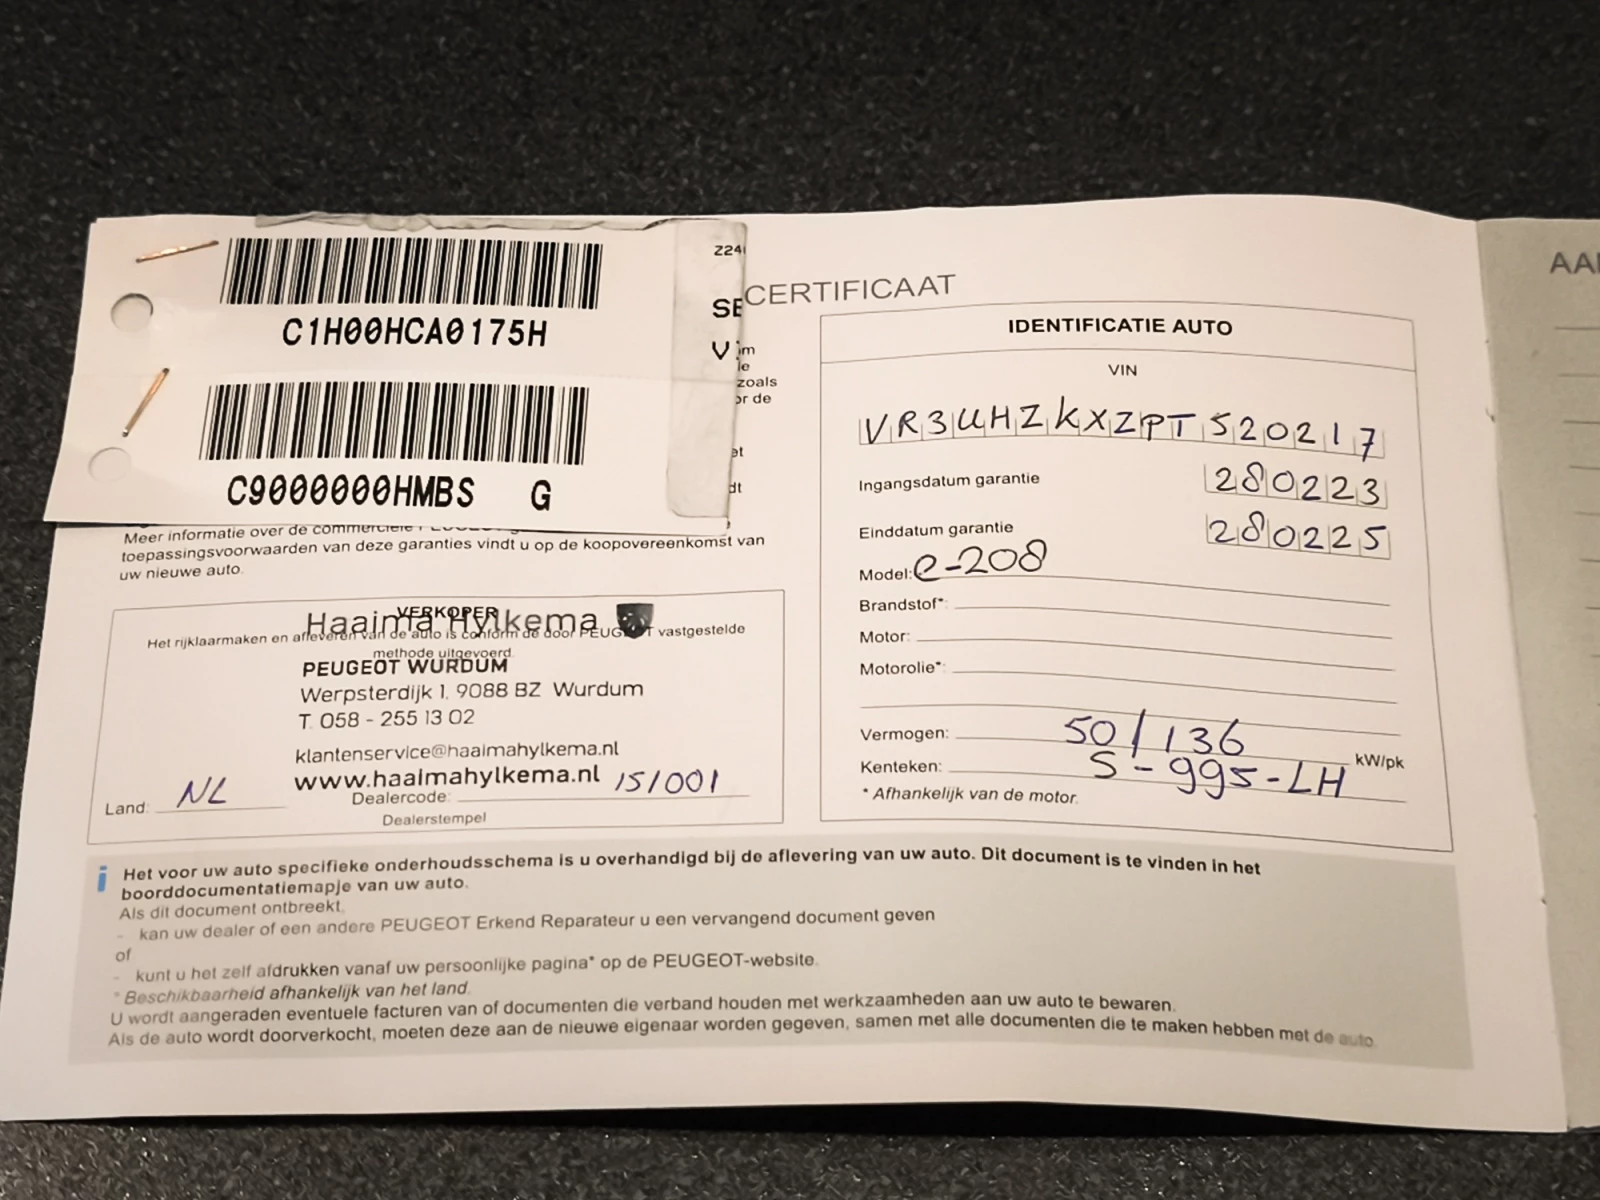 C1H00HCA0175H
C9000000HMBS G
Z24
SE
V
CERTIFICAAT
zoals
or de
et
dt
Meer informatie over de commerciële
toepassingsvoorwaarden van deze garanties vindt u op de koopovereenkomst van
uw nieuwe auto.
VERKOPER
Haaima Hylkema
Het rijklaarmaken en afleveren van de auto is conform de door PEUGEOT vastgestelde
methode uitgevoerd.
PEUGEOT WURDUM
Werpsterdijk 1, 9088 BZ Wurdum
T. 058 - 255 13 02
klantenservice@haaimahylkema.nl
www.haaimahylkema.nl
Land: NL
Dealercode: 15/001
Dealerstempel
IDENTIFICATIE AUTO
VIN
VR3UHZKXZPT520217
Ingangsdatum garantie 280223
Einddatum garantie 280225
Model: e-208
Brandstof*:
Motor:
Motorolie*:
Vermogen: 50/136 kW/pk
Kenteken: S-995-LH
* Afhankelijk van de motor.
i Het voor uw auto specifieke onderhoudsschema is u overhandigd bij de aflevering van uw auto. Dit document is te vinden in het
boorddocumentatiemapje van uw auto.
Als dit document ontbreekt,
- kan uw dealer of een andere PEUGEOT Erkend Reparateur u een vervangend document geven
of
- kunt u het zelf afdrukken vanaf uw persoonlijke pagina* op de PEUGEOT-website.
* Beschikbaarheid afhankelijk van het land.
U wordt aangeraden eventuele facturen van of documenten die verband houden met werkzaamheden aan uw auto te bewaren.
Als de auto wordt doorverkocht, moeten deze aan de nieuwe eigenaar worden gegeven, samen met alle documenten die te maken hebben met de auto.
AA